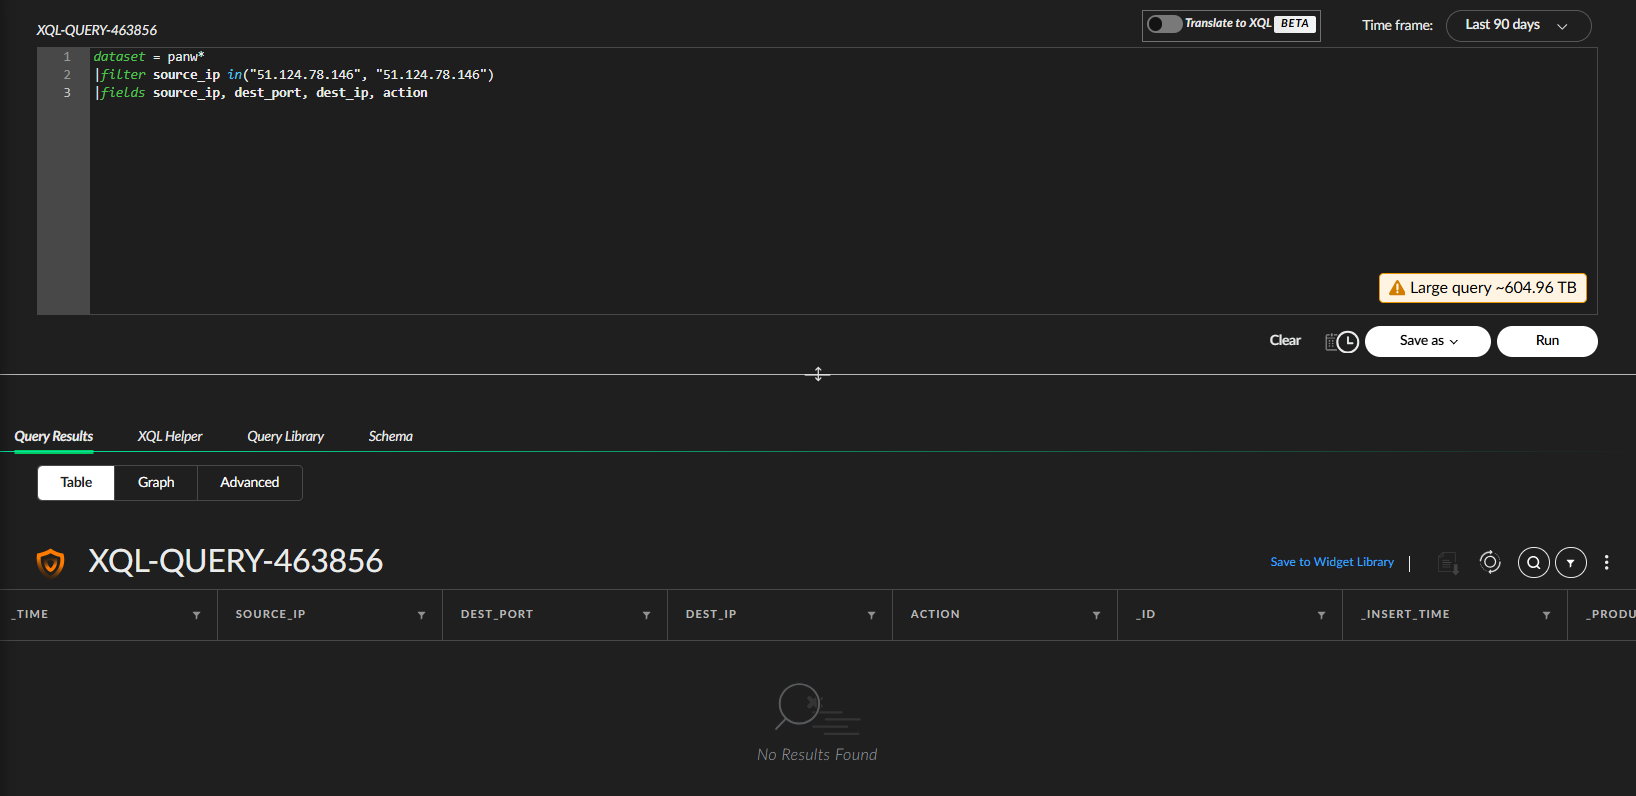 XQL-QUERY-463856
Translate to XQL BETA
Time frame: Last 90 days
1 dataset = panw*
2 |filter source_ip in("51.124.78.146", "51.124.78.146")
3 |fields source_ip, dest_port, dest_ip, action
Large query ~604.96 TB
Clear Save as Run
Query Results XQL Helper Query Library Schema
Table Graph Advanced
XQL-QUERY-463856
Save to Widget Library
_TIME SOURCE_IP DEST_PORT DEST_IP ACTION _ID _INSERT_TIME _PRODU
No Results Found